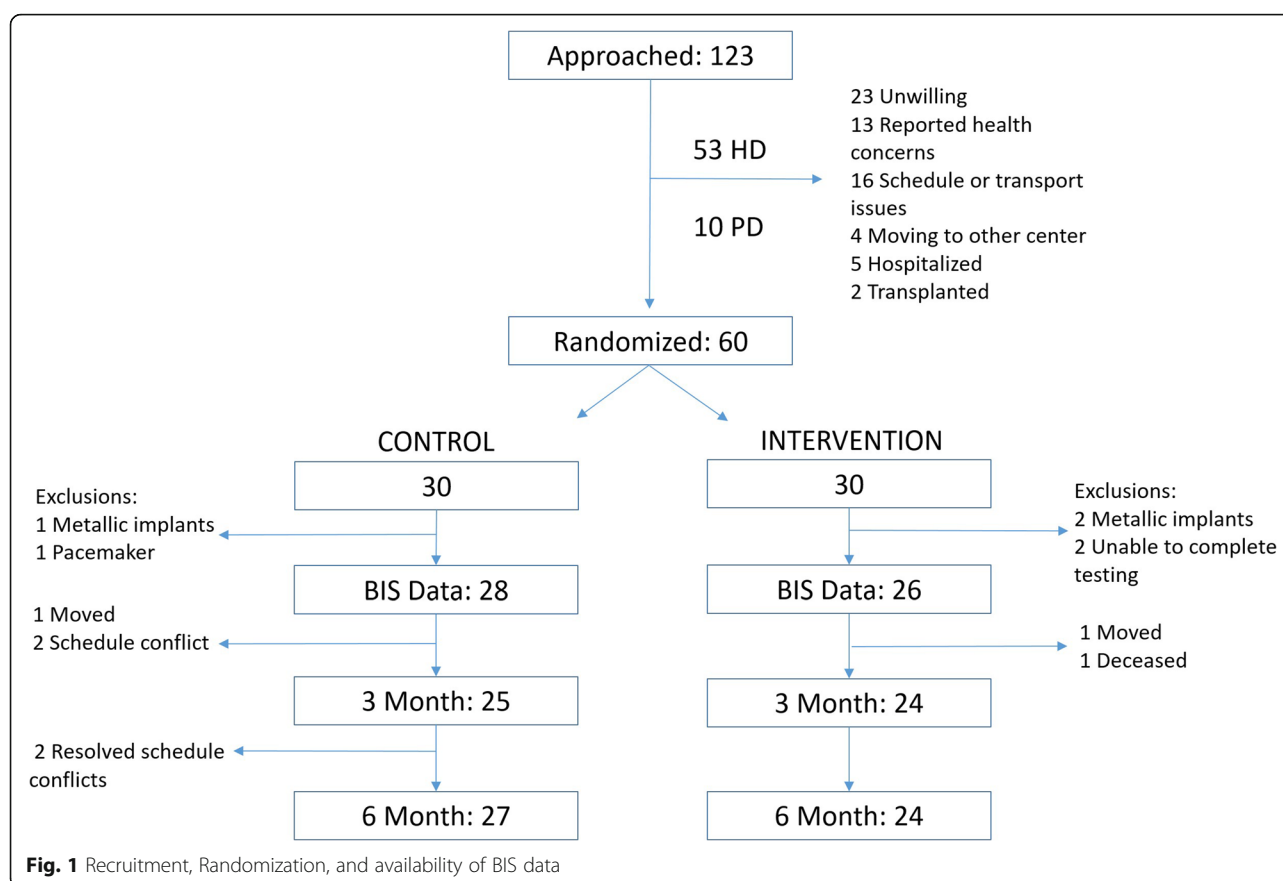 Approached: 123
53 HD
10 PD
23 Unwilling
13 Reported health
concerns
16 Schedule or transport
issues
4 Moving to other center
5 Hospitalized
2 Transplanted
Randomized: 60
CONTROL
INTERVENTION
30
30
Exclusions:
1 Metallic implants
1 Pacemaker
Exclusions:
2 Metallic implants
2 Unable to complete
testing
BIS Data: 28
BIS Data: 26
1 Moved
2 Schedule conflict
1 Moved
1 Deceased
3 Month: 25
3 Month: 24
2 Resolved schedule
conflicts
6 Month: 27
6 Month: 24
Fig. 1 Recruitment, Randomization, and availability of BIS data